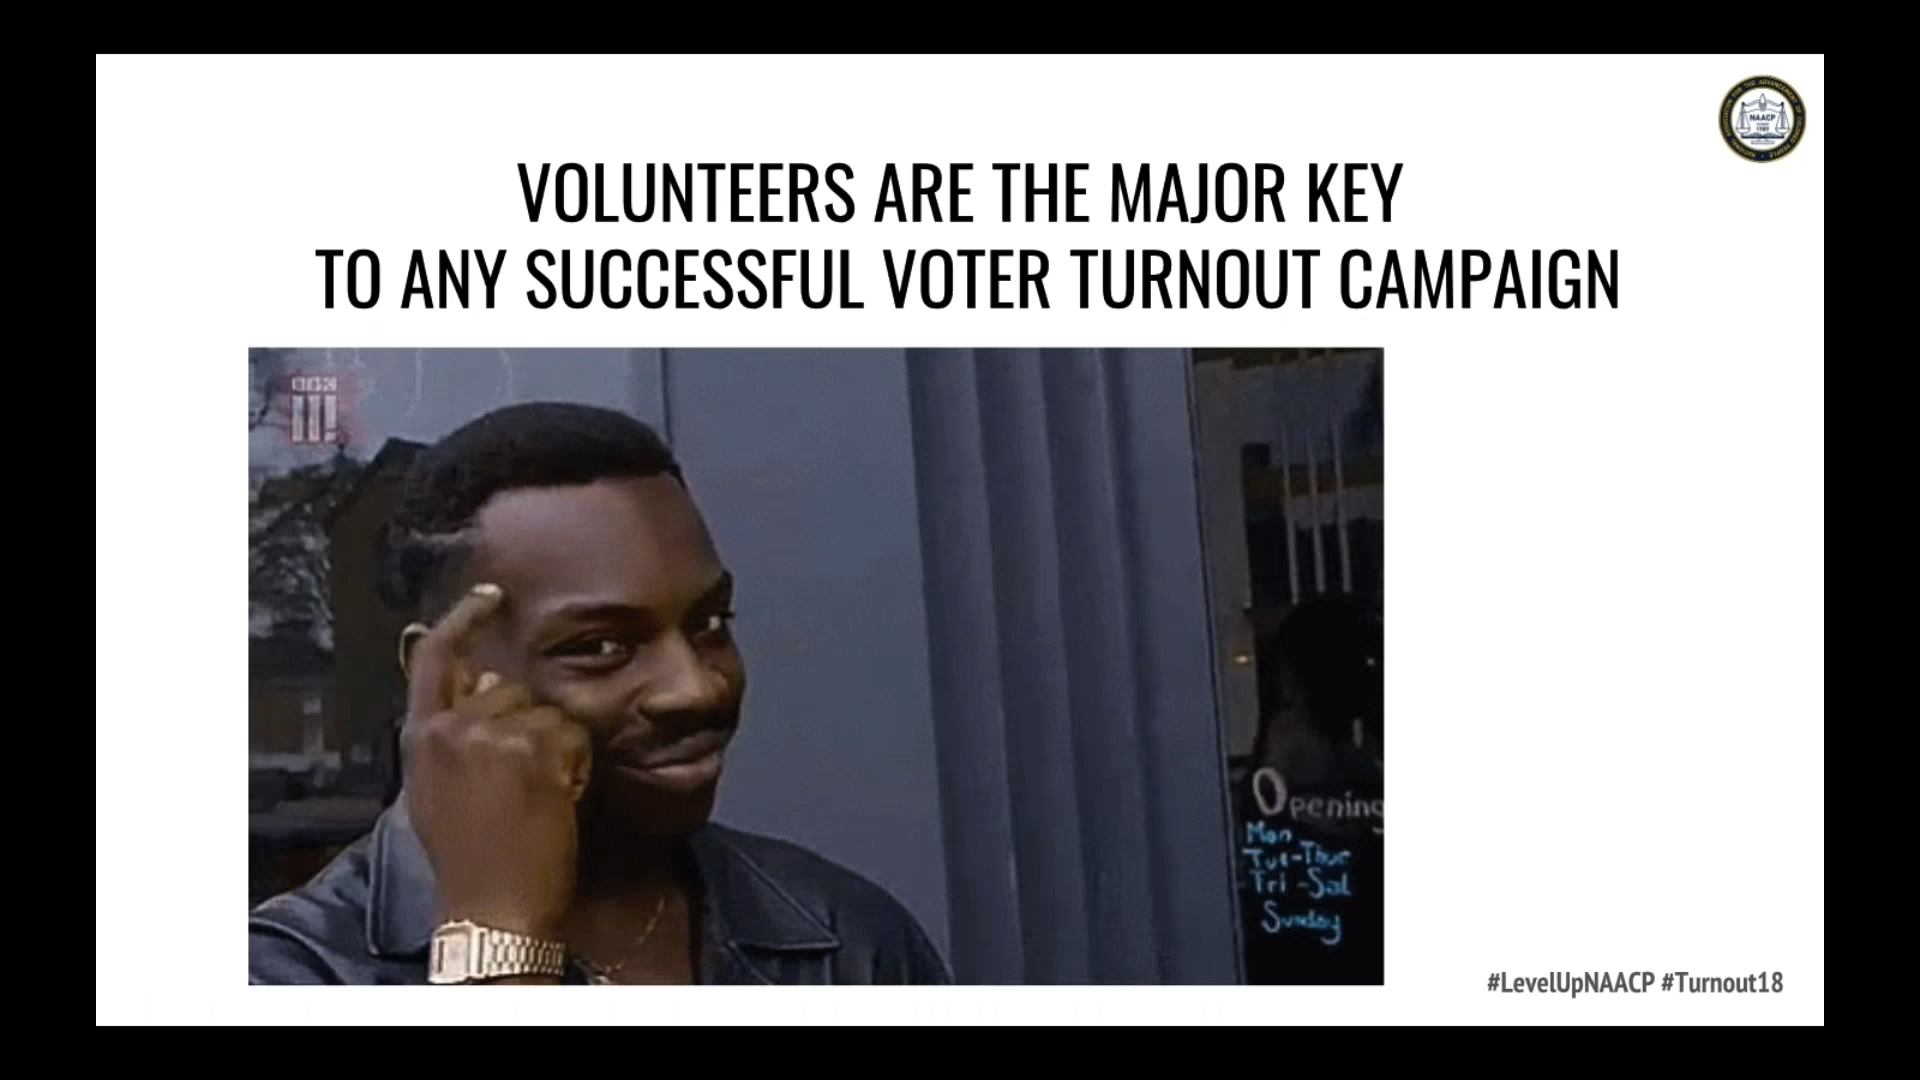 VOLUNTEERS ARE THE MAJOR KEY
TO ANY SUCCESSFUL VOTER TURNOUT CAMPAIGN
NAACP
Opening
Mon
Tue-Thur
Fri -Sat
Sunday
#LevelUpNAACP #Turnout18